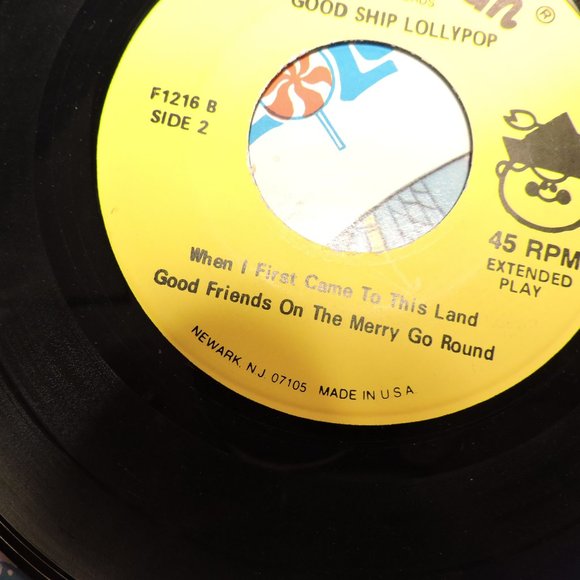 ®
GOOD SHIP LOLLYPOP
F1216 B
SIDE 2
45 RPM
EXTENDED
PLAY
When I First Came To This Land
Good Friends On The Merry Go Round
NEWARK, N.J. 07105 MADE IN U.S.A.